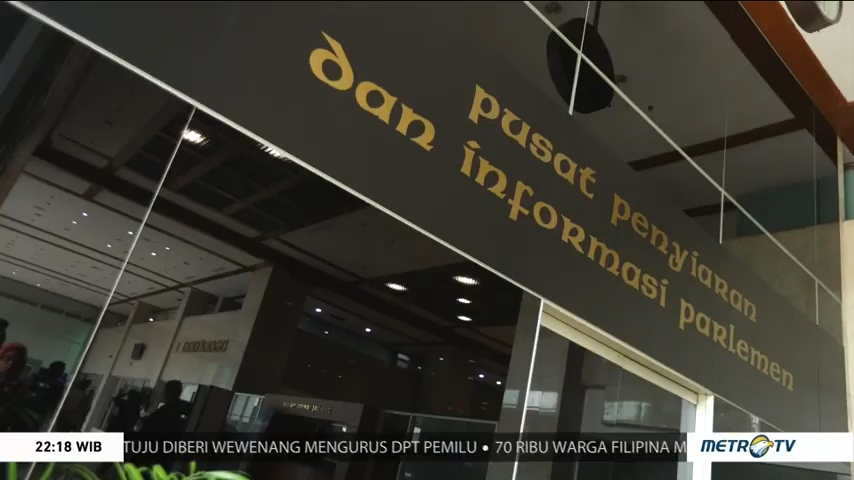 pusat penyiaran
dan informasi parlemen
22:18 WIB
TUJU DIBERI WEWENANG MENGURUS DPT PEMILU • 70 RIBU WARGA FILIPINA M
METRO TV